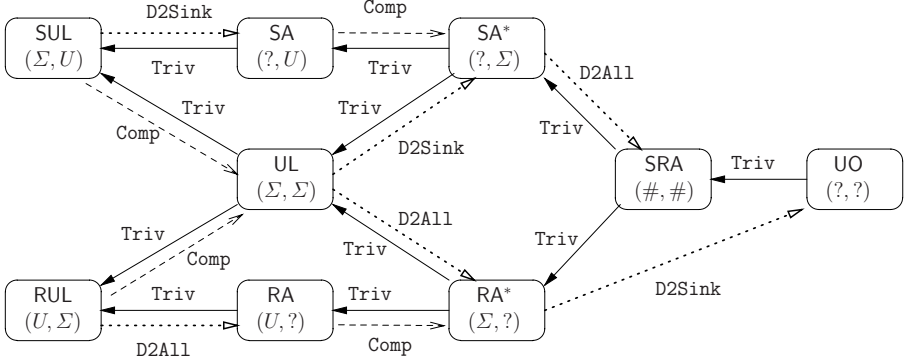 D2Sink
Comp
SUL
(Σ, U)
SA
(?, U)
SA*
(?, Σ)
Triv
Triv
D2All
Triv
Triv
Triv
Comp
D2Sink
UL
(Σ, Σ)
SRA
(#, #)
Triv
UO
(?, ?)
D2All
Triv
Triv
Triv
Comp
RUL
(U, Σ)
Triv
RA
(U, ?)
Triv
RA*
(Σ, ?)
D2Sink
D2All
Comp